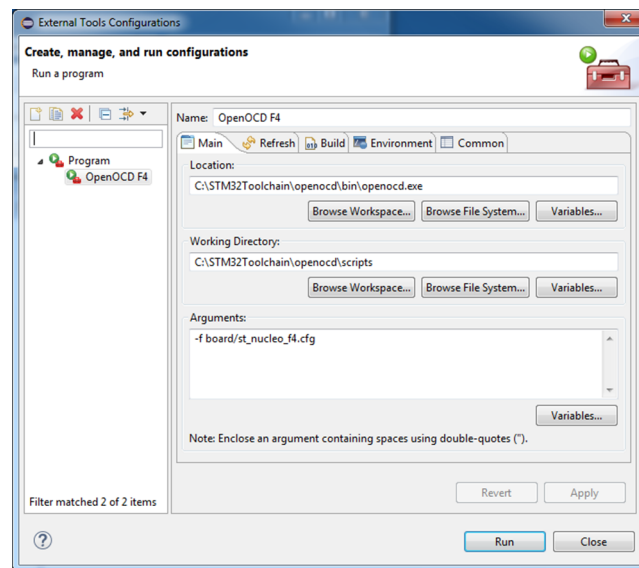 External Tools Configurations
Create, manage, and run configurations
Run a program
Name: OpenOCD F4
Main Refresh Build Environment Common
Program
OpenOCD F4
Location:
C:\STM32Toolchain\openocd\bin\openocd.exe
Browse Workspace... Browse File System... Variables...
Working Directory:
C:\STM32Toolchain\openocd\scripts
Browse Workspace... Browse File System... Variables...
Arguments:
-f board/st_nucleo_f4.cfg
Variables...
Note: Enclose an argument containing spaces using double-quotes (").
Filter matched 2 of 2 items
Revert Apply
Run Close